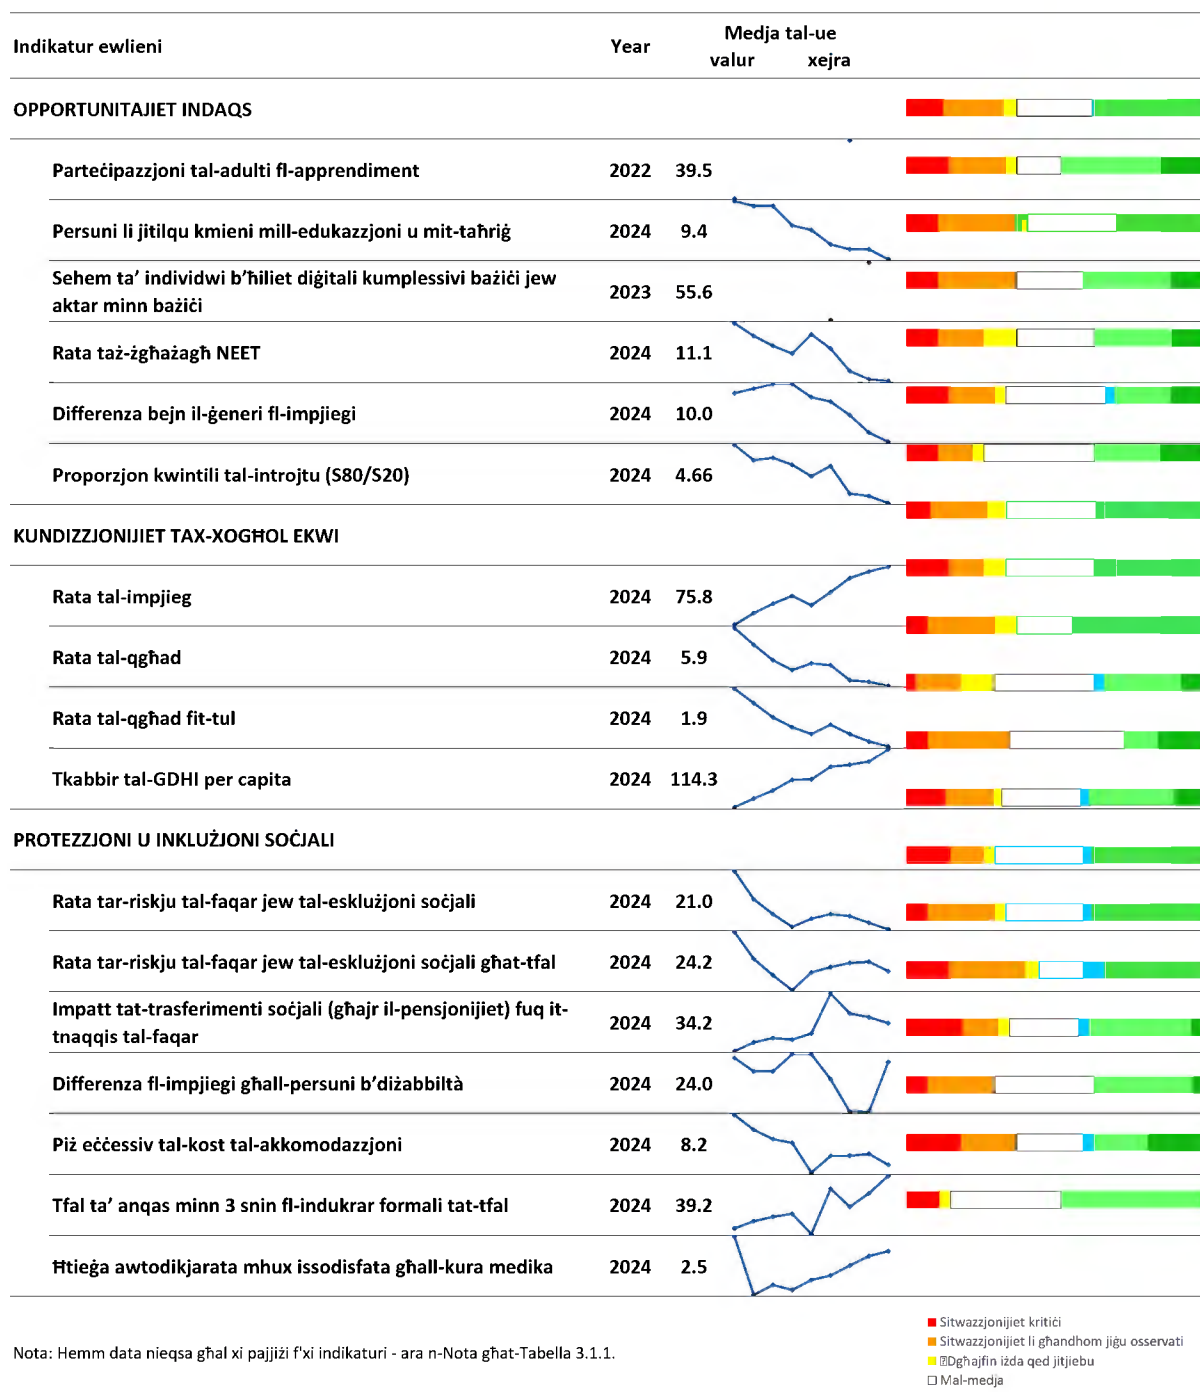 Indikatur ewlieni Year Medja tal-ue
valur xejra
OPPORTUNITAJIET INDAQS
Parteċipazzjoni tal-adulti fl-apprendiment 2022 39.5
Persuni li jitilqu kmieni mill-edukazzjoni u mit-taħriġ 2024 9.4
Sehem ta’ individwi b’ħiliet diġitali kumplessivi bażiċi jew
aktar minn bażiċi 2023 55.6
Rata taż-żgħażagħ NEET 2024 11.1
Differenza bejn il-ġeneri fl-impjiegi 2024 10.0
Proporzjon kwintili tal-introjtu (S80/S20) 2024 4.66
KUNDIZZJONIJIET TAX-XOGĦOL EKWI
Rata tal-impjieg 2024 75.8
Rata tal-qgħad 2024 5.9
Rata tal-qgħad fit-tul 2024 1.9
Tkabbir tal-GDHI per capita 2024 114.3
PROTEZZJONI U INKLUŻJONI SOĊJALI
Rata tar-riskju tal-faqar jew tal-esklużjoni soċjali 2024 21.0
Rata tar-riskju tal-faqar jew tal-esklużjoni soċjali għat-tfal 2024 24.2
Impatt tat-trasferimenti soċjali (għajr il-pensjonijiet) fuq it-
tnaqqis tal-faqar 2024 34.2
Differenza fl-impjiegi għall-persuni b’diżabbiltà 2024 24.0
Piż eċċessiv tal-kost tal-akkomodazzjoni 2024 8.2
Tfal ta’ anqas minn 3 snin fl-indukrar formali tat-tfal 2024 39.2
Ħtieġa awtodikjarata mhux issodisfata għall-kura medika 2024 2.5
Nota: Hemm data nieqsa għal xi pajjiżi f'xi indikaturi - ara n-Nota għat-Tabella 3.1.1.
Sitwazzjonijiet kritiċi
Sitwazzjonijiet li għandhom jiġu osservati
Dgħajfin iżda qed jitjiebu
Mal-medja